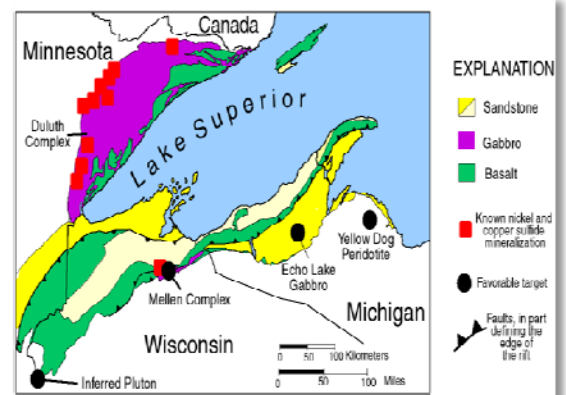 Canada
Minnesota
Duluth
Complex
Lake Superior
Yellow Dog
Peridotite
Echo Lake
Gabbro
Mellen Complex
Michigan
Wisconsin
0 50 100 Kilometers
0 50 100 Miles
Inferred Pluton
EXPLANATION
Sandstone
Gabbro
Basalt
Known nickel and
copper sulfide
mineralization
Favorable target
Faults, in part
defining the
edge of
the rift